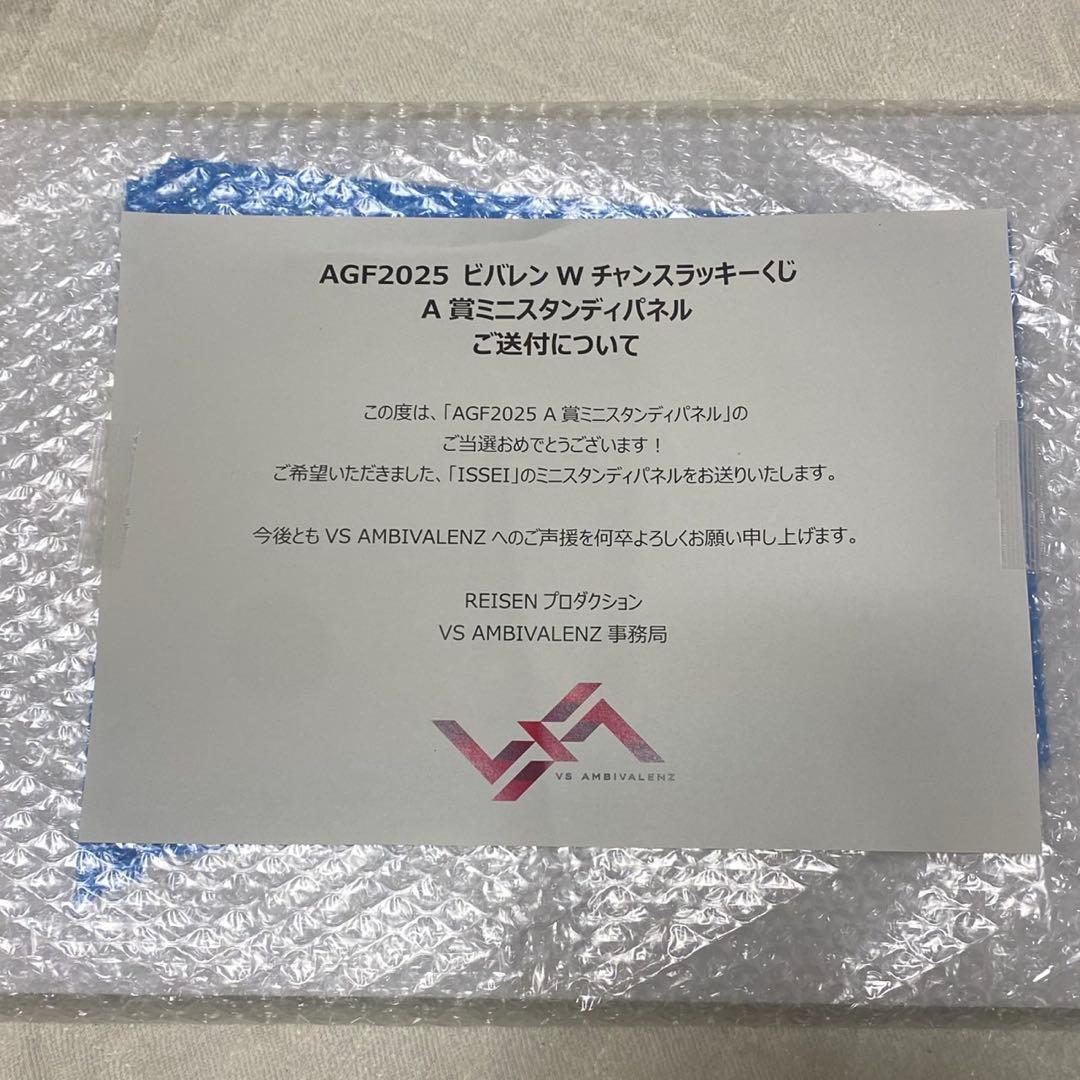 AGF2025 ビバレン W チャンスラッキーくじ
A 賞ミニスタンディパネル
ご送付について
この度は、「AGF2025 A 賞ミニスタンディパネル」の
ご当選おめでとうございます！
ご希望いただきました、「ISSEI」のミニスタンディパネルをお送りいたします。
今後とも VS AMBIVALENZ へのご声援を何卒よろしくお願い申し上げます。
REISEN プロダクション
VS AMBIVALENZ 事務局
VS AMBIVALENZ